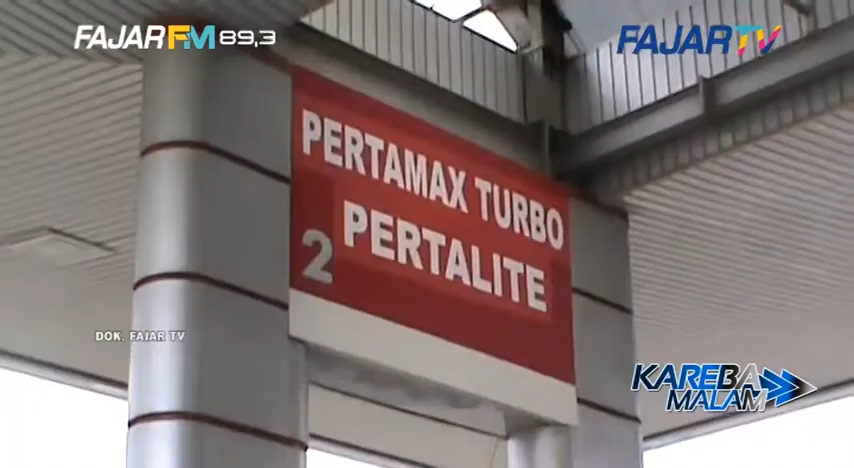 FAJAR FM 89,3
FAJAR TV
PERTAMAX TURBO
PERTALITE
2
DOK. FAJAR TV
KAREBA
MALAM